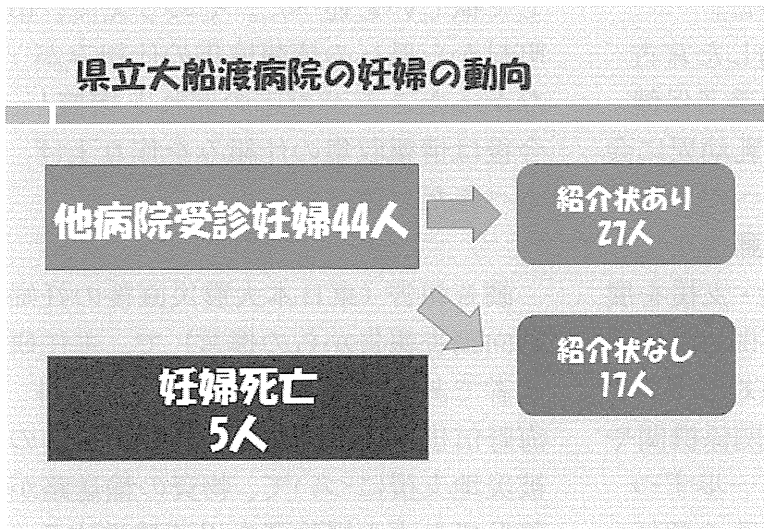 県立大船渡病院の妊婦の動向
他病院受診妊婦44人
紹介状あり
27人
紹介状なし
17人
妊婦死亡
5人